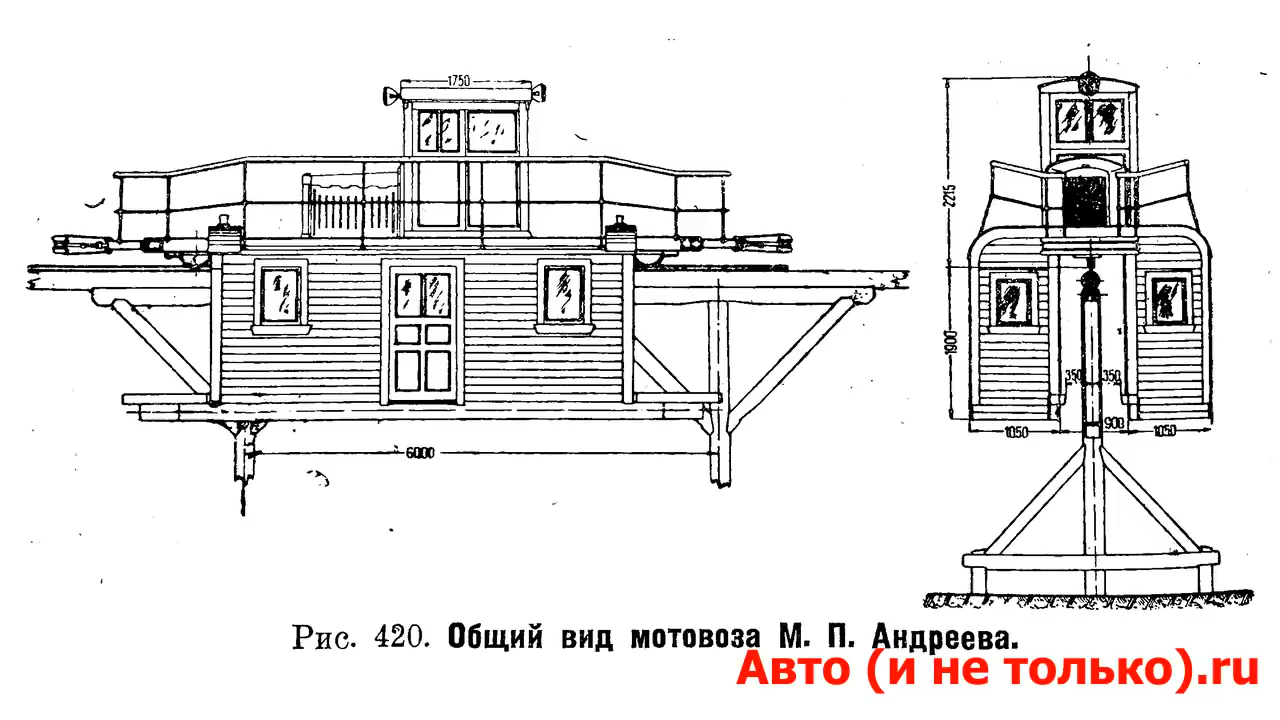 1750
2215
1900
350 350
1050 900 1050
6000
Рис. 420. Общий вид мотовоза М. П. Андреева.
Авто (и не только).ru